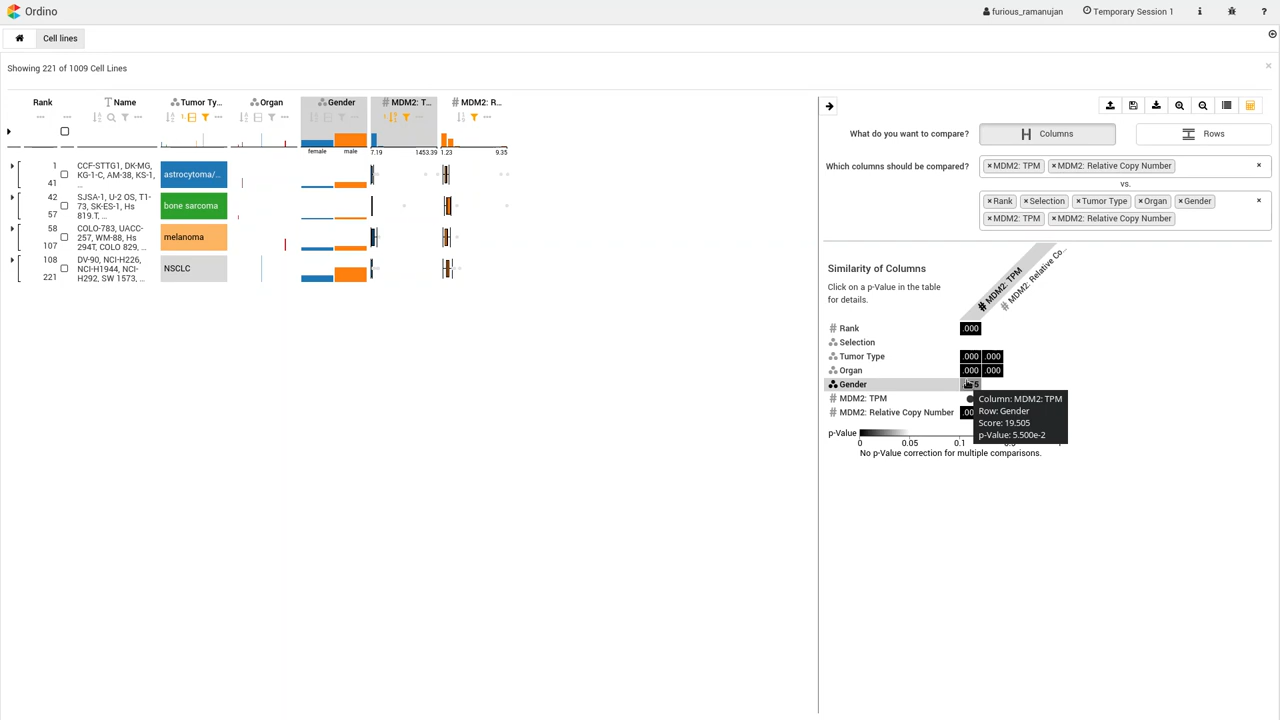 Ordino
furious_ramanujan
Temporary Session 1
Cell lines
Showing 221 of 1009 Cell Lines
Rank
Name
Tumor Ty...
Organ
Gender
MDM2: T...
MDM2: R...
female
male
7.19
1453.39
1.23
9.35
1
41
CCF-STTG1, DK-MG,
KG-1-C, AM-38, KS-1,
...
astrocytoma/...
42
57
SJSA-1, U-2 OS, T1-
73, SK-ES-1, Hs
819.T, ...
bone sarcoma
58
107
COLO-783, UACC-
257, WM-88, Hs
294T, COLO 829, ...
melanoma
108
221
DV-90, NCI-H226,
NCI-H1944, NCI-
H292, SW 1573, ...
NSCLC
What do you want to compare?
Columns
Rows
Which columns should be compared?
×MDM2: TPM ×MDM2: Relative Copy Number ×
vs.
×Rank ×Selection ×Tumor Type ×Organ ×Gender ×
×MDM2: TPM ×MDM2: Relative Copy Number
Similarity of Columns
Click on a p-Value in the table
for details.
# MDM2: TPM
# MDM2: Relative Co...
# Rank .000
Selection
Tumor Type .000 .000
Organ .000 .000
Gender
# MDM2: TPM
# MDM2: Relative Copy Number
Column: MDM2: TPM
Row: Gender
Score: 19.505
p-Value: 5.500e-2
p-Value
0 0.05 0.1
No p-Value correction for multiple comparisons.